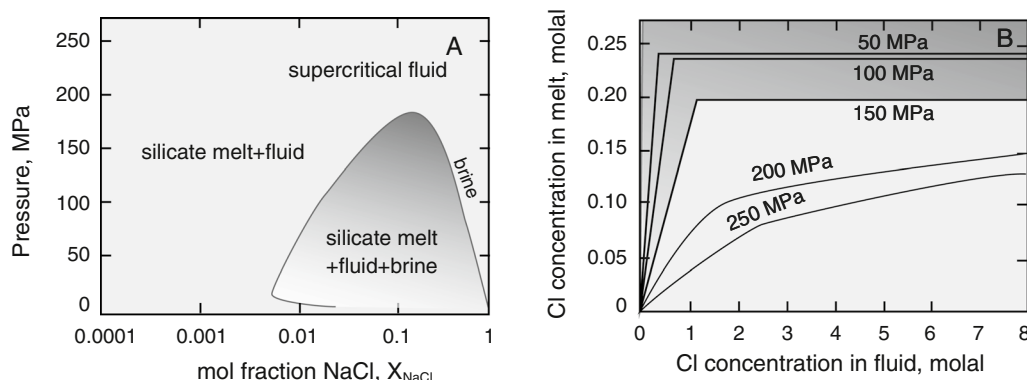 A
250
200
150
100
50
0
Pressure, MPa
supercritical fluid
silicate melt+fluid
brine
silicate melt
+fluid+brine
0.0001 0.001 0.01 0.1 1
mol fraction NaCl, X NaCl
B
0.25
0.20
0.15
0.10
0.05
0
Cl concentration in melt, molal
50 MPa
100 MPa
150 MPa
200 MPa
250 MPa
0 1 2 3 4 5 6 7 8
Cl concentration in fluid, molal